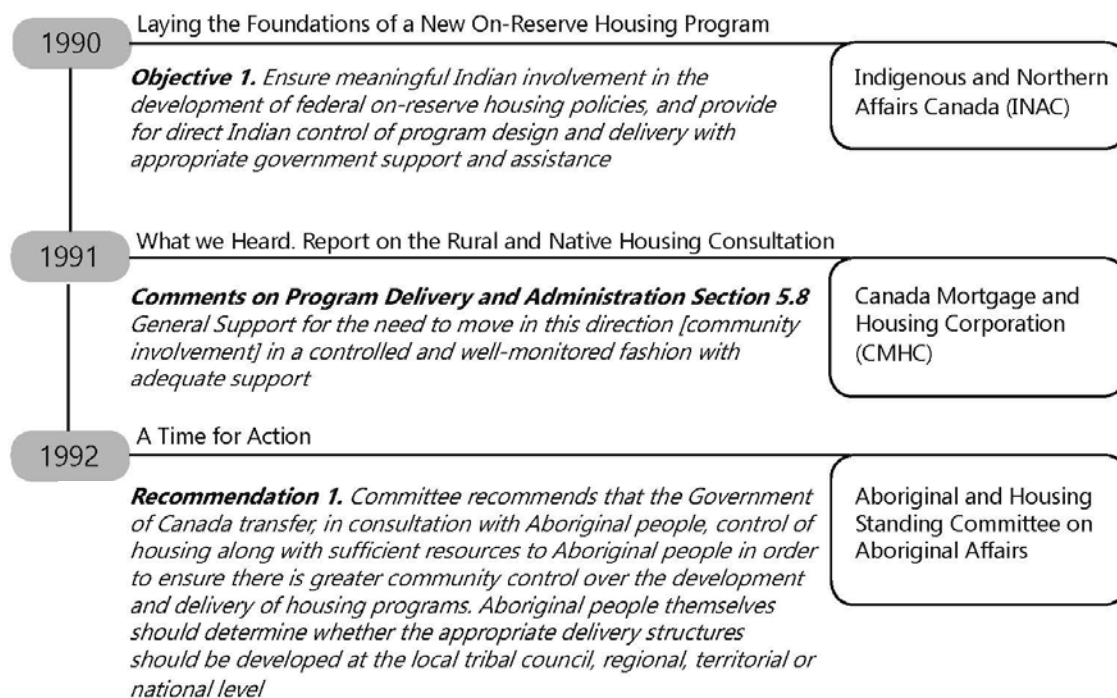 1990
Laying the Foundations of a New On-Reserve Housing Program
Objective 1. Ensure meaningful Indian involvement in the
development of federal on-reserve housing policies, and provide
for direct Indian control of program design and delivery with
appropriate government support and assistance
Indigenous and Northern
Affairs Canada (INAC)
1991
What we Heard. Report on the Rural and Native Housing Consultation
Comments on Program Delivery and Administration Section 5.8
General Support for the need to move in this direction [community
involvement] in a controlled and well-monitored fashion with
adequate support
Canada Mortgage and
Housing Corporation
(CMHC)
1992
A Time for Action
Recommendation 1. Committee recommends that the Government
of Canada transfer, in consultation with Aboriginal people, control of
housing along with sufficient resources to Aboriginal people in order
to ensure there is greater community control over the development
and delivery of housing programs. Aboriginal people themselves
should determine whether the appropriate delivery structures
should be developed at the local tribal council, regional, territorial or
national level
Aboriginal and Housing
Standing Committee on
Aboriginal Affairs